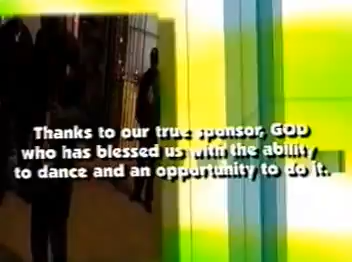 Thanks to our true sponsor, GOD
who has blessed us with the ability
to dance and an opportunity to do it.